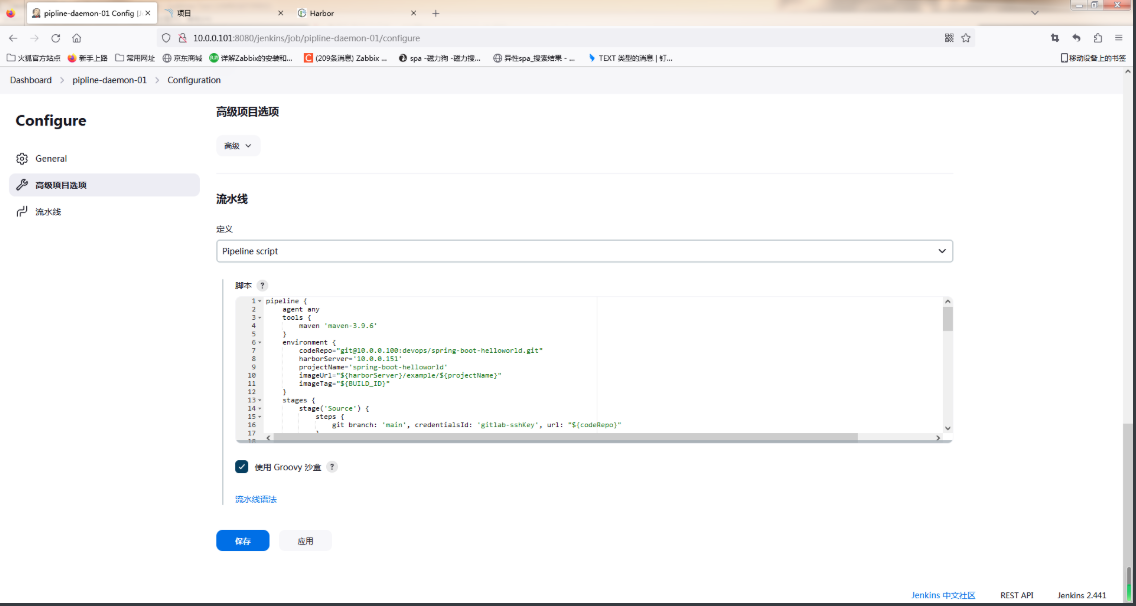 pipline-daemon-01 Config [J
项目
Harbor
10.0.0.101:8080/jenkins/job/pipline-daemon-01/configure
火狐官方站点
新手上路
常用网址
京东商城
详解Zabbix的安装和...
(209条消息) Zabbix ...
spa -磁力狗 -磁力搜...
异性spa_搜索结果 - ...
TEXT 类型的消息 | 钉...
移动设备上的书签
Dashboard > pipline-daemon-01 > Configuration
Configure
General
高级项目选项
流水线
高级项目选项
高级
流水线
定义
Pipeline script
脚本 ?
1 pipeline {
2 agent any
3 tools {
4 maven 'maven-3.9.6'
5 }
6 environment {
7 codeRepo="git@10.0.0.100:devops/spring-boot-helloworld.git"
8 harborServer='10.0.0.151'
9 projectName='spring-boot-helloworld'
10 imageUrl="${harborServer}/example/${projectName}"
11 imageTag="${BUILD_ID}"
12 }
13 stages {
14 stage('Source') {
15 steps {
16 git branch: 'main', credentialsId: 'gitlab-sshKey', url: "${codeRepo}"
17 }
使用 Groovy 沙盒 ?
流水线语法
保存
应用
Jenkins 中文社区
REST API
Jenkins 2.441